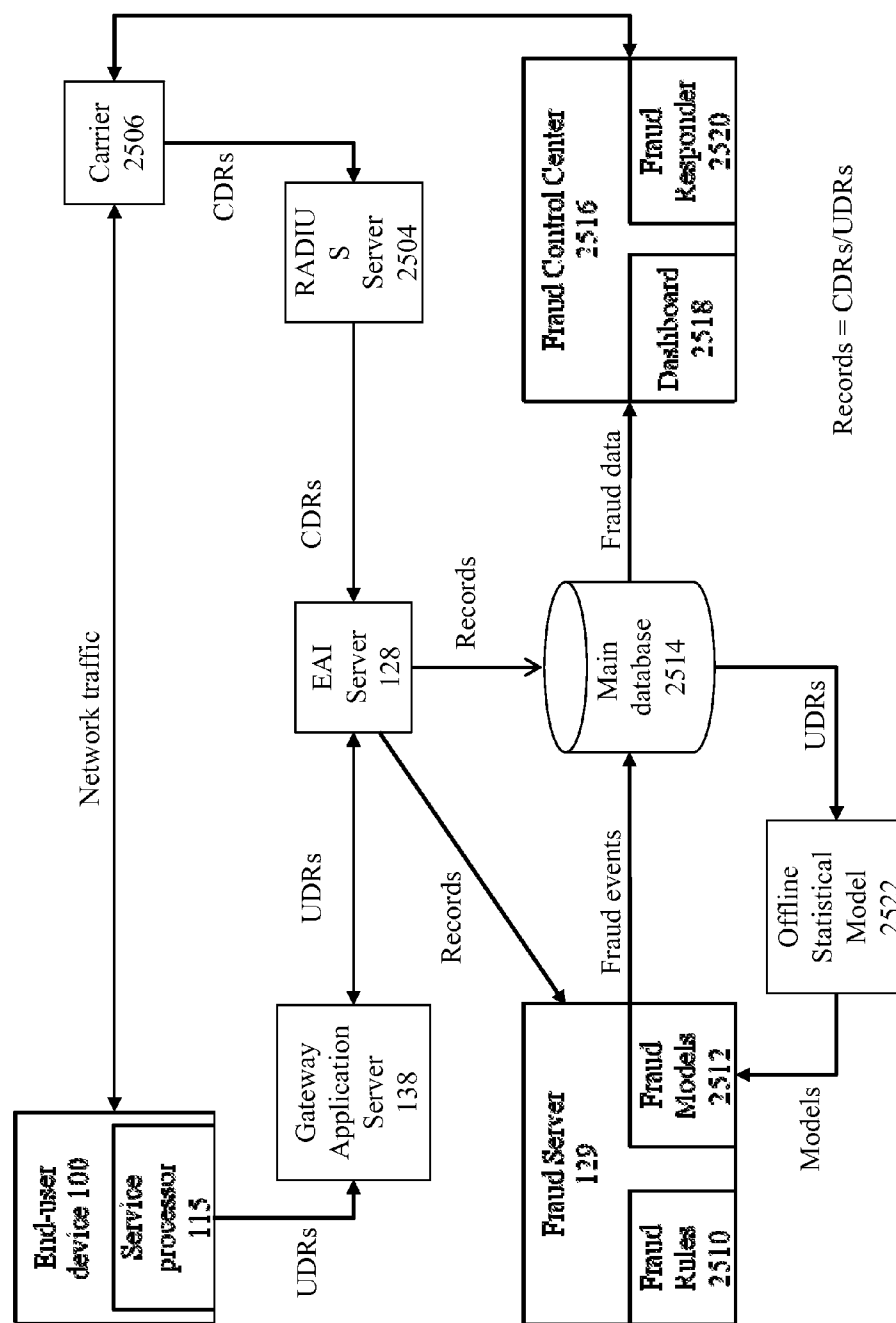 End-user
device 100
Service
processor
115
Network traffic
Carrier
2506
CDRs
UDRs
Gateway
Application
Server
138
UDRs
EAI
Server
128
CDRs
RADIU
S
Server
2504
Records
Records
Fraud Server
129
Fraud
Rules
2510
Fraud
Models
2512
Fraud events
Main
database
2514
Fraud data
Fraud Control Center
2516
Dashboard
2518
Fraud
Responder
2520
Models
Offline
Statistical
Model
2522
UDRs
Records = CDRs/UDRs